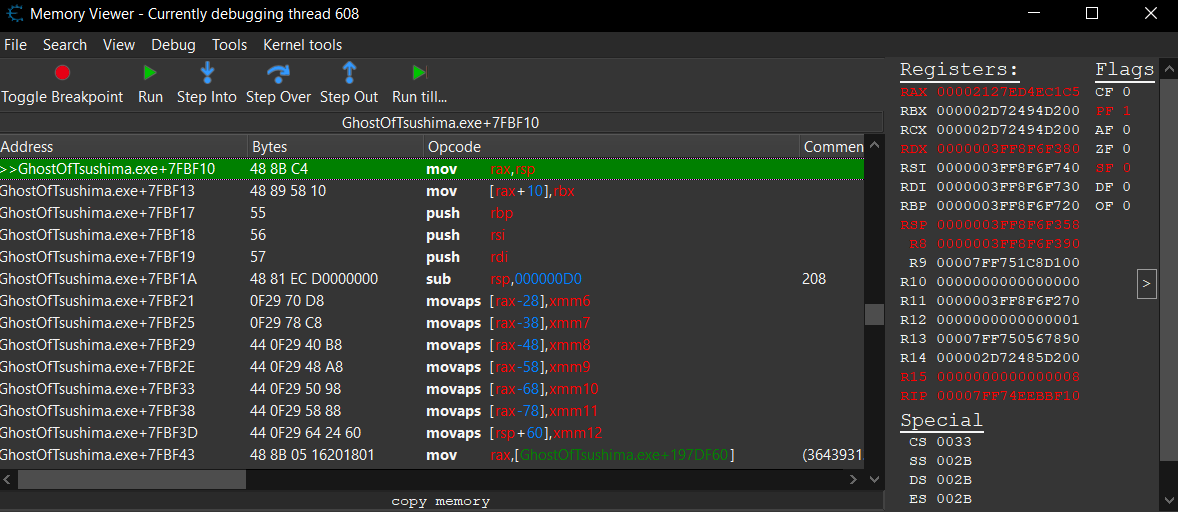 Memory Viewer - Currently debugging thread 608
File Search View Debug Tools Kernel tools
Toggle Breakpoint Run Step Into Step Over Step Out Run till...
GhostOfTsushima.exe+7FBF10
Address Bytes Opcode Commen
>>GhostOfTsushima.exe+7FBF10 48 8B C4 mov rax,rsp
GhostOfTsushima.exe+7FBF13 48 89 58 10 mov [rax+10],rbx
GhostOfTsushima.exe+7FBF17 55 push rbp
GhostOfTsushima.exe+7FBF18 56 push rsi
GhostOfTsushima.exe+7FBF19 57 push rdi
GhostOfTsushima.exe+7FBF1A 48 81 EC D0000000 sub rsp,000000D0 208
GhostOfTsushima.exe+7FBF21 0F29 70 D8 movaps [rax-28],xmm6
GhostOfTsushima.exe+7FBF25 0F29 78 C8 movaps [rax-38],xmm7
GhostOfTsushima.exe+7FBF29 44 0F29 40 B8 movaps [rax-48],xmm8
GhostOfTsushima.exe+7FBF2E 44 0F29 48 A8 movaps [rax-58],xmm9
GhostOfTsushima.exe+7FBF33 44 0F29 50 98 movaps [rax-68],xmm10
GhostOfTsushima.exe+7FBF38 44 0F29 58 88 movaps [rax-78],xmm11
GhostOfTsushima.exe+7FBF3D 44 0F29 64 24 60 movaps [rsp+60],xmm12
GhostOfTsushima.exe+7FBF43 48 8B 05 16201801 mov rax,[GhostOfTsushima.exe+197DF60] (3643931
copy memory
Registers: Flags
RAX 00002127ED4EC1C5 CF 0
RBX 000002D72494D200 PF 1
RCX 000002D72494D200 AF 0
RDX 0000003FF8F6F380 ZF 0
RSI 0000003FF8F6F740 SF 0
RDI 0000003FF8F6F730 DF 0
RBP 0000003FF8F6F720 OF 0
RSP 0000003FF8F6F358
R8 0000003FF8F6F390
R9 00007FF751C8D100
R10 0000000000000000
R11 0000003FF8F6F270
R12 0000000000000001
R13 00007FF750567890
R14 000002D72485D200
R15 0000000000000008
RIP 00007FF74EEBBF10
Special
CS 0033
SS 002B
DS 002B
ES 002B
>